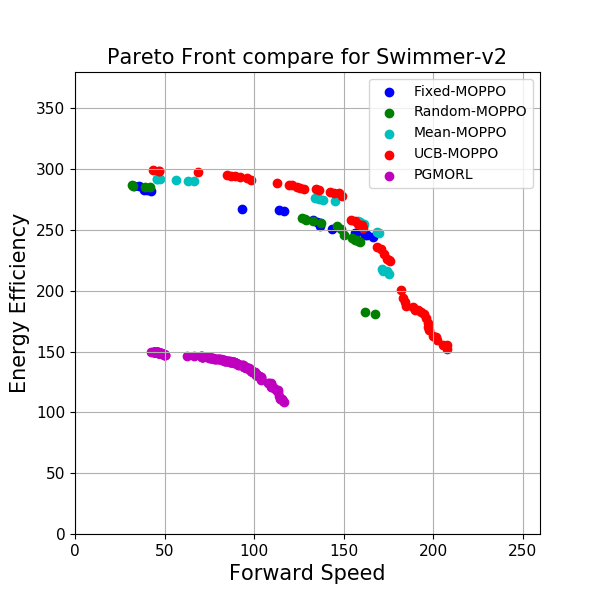 Pareto Front compare for Swimmer-v2
Fixed-MOPPO
Random-MOPPO
Mean-MOPPO
UCB-MOPPO
PGMORL
Energy Efficiency
350
300
250
200
150
100
50
0
0 50 100 150 200 250
Forward Speed